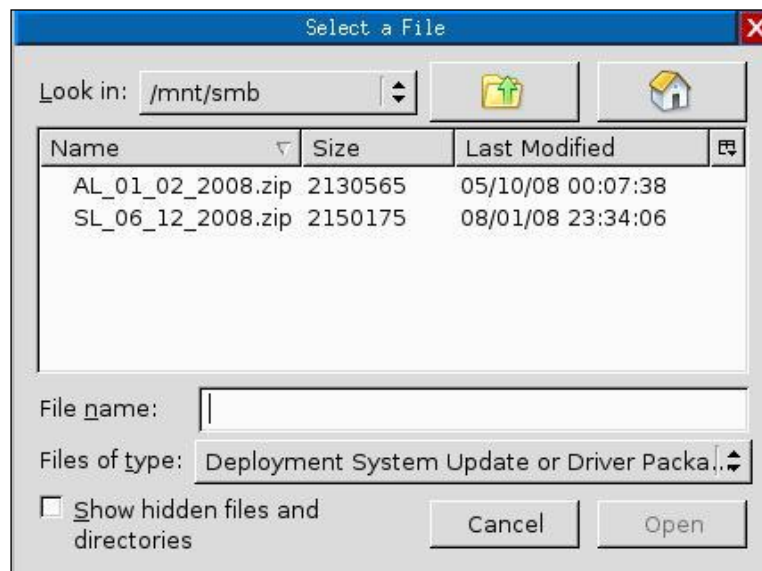 Select a File
Look in: /mnt/smb
Name Size Last Modified
AL_01_02_2008.zip 2130565 05/10/08 00:07:38
SL_06_12_2008.zip 2150175 08/01/08 23:34:06
File name:
Files of type: Deployment System Update or Driver Packa...
Show hidden files and
directories
Cancel Open